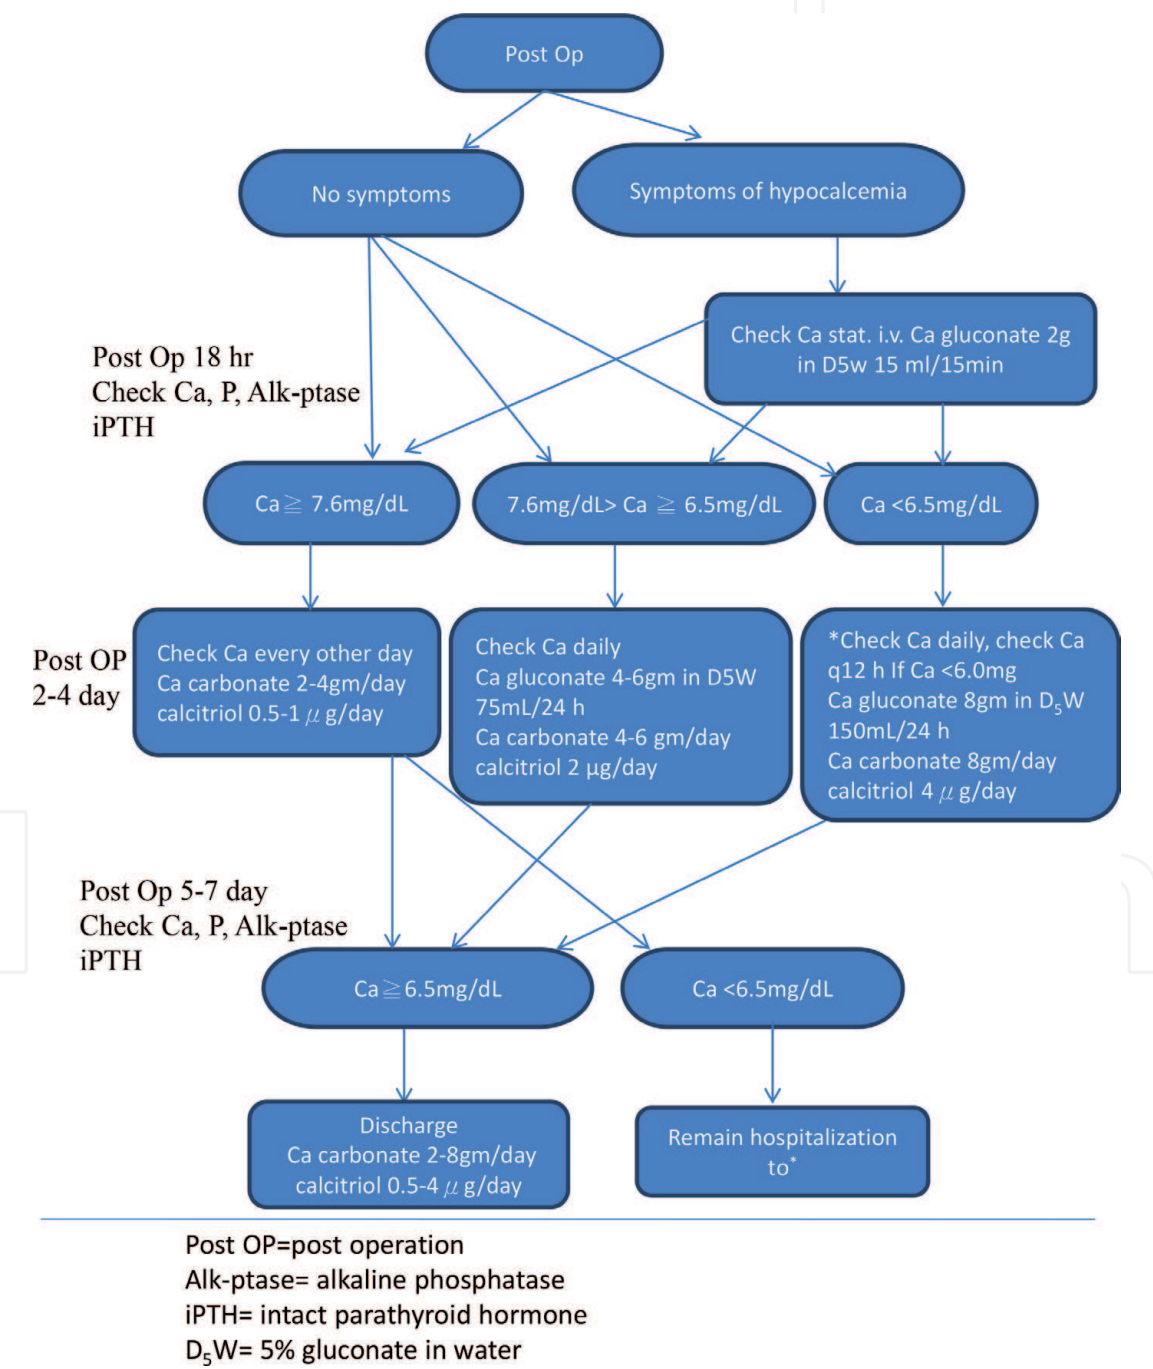 Post Op
No symptoms
Symptoms of hypocalcemia
Check Ca stat. i.v. Ca gluconate 2g
in D5w 15 ml/15min
Post Op 18 hr
Check Ca, P, Alk-ptase
iPTH
Ca≧ 7.6mg/dL
7.6mg/dL> Ca ≧ 6.5mg/dL
Ca <6.5mg/dL
Post OP
2-4 day
Check Ca every other day
Ca carbonate 2-4gm/day
calcitriol 0.5-1 μ g/day
Check Ca daily
Ca gluconate 4-6gm in D5W
75mL/24 h
Ca carbonate 4-6 gm/day
calcitriol 2 µg/day
*Check Ca daily, check Ca
q12 h If Ca <6.0mg
Ca gluconate 8gm in D₅W
150mL/24 h
Ca carbonate 8gm/day
calcitriol 4 μ g/day
Post Op 5-7 day
Check Ca, P, Alk-ptase
iPTH
Ca≧6.5mg/dL
Ca <6.5mg/dL
Discharge
Ca carbonate 2-8gm/day
calcitriol 0.5-4 μ g/day
Remain hospitalization
to*
Post OP=post operation
Alk-ptase= alkaline phosphatase
iPTH= intact parathyroid hormone
D₅W= 5% gluconate in water